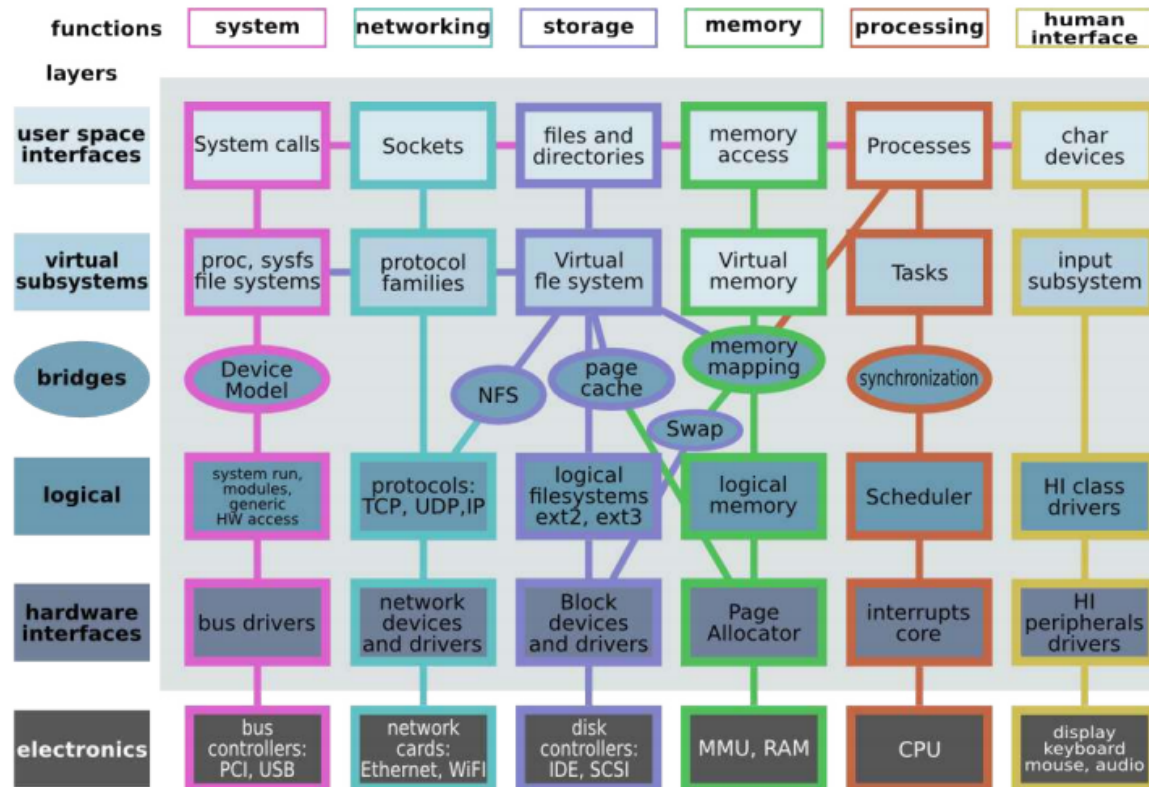 functions
system
networking
storage
memory
processing
human
interface
layers
user space
interfaces
System calls
Sockets
files and
directories
memory
access
Processes
char
devices
virtual
subsystems
proc, sysfs
file systems
protocol
families
Virtual
fle system
Virtual
memory
Tasks
input
subsystem
bridges
Device
Model
NFS
page
cache
memory
mapping
synchronization
Swap
logical
system run,
modules,
generic
HW access
protocols:
TCP, UDP,IP
logical
filesystems
ext2, ext3
logical
memory
Scheduler
HI class
drivers
hardware
interfaces
bus drivers
network
devices
and drivers
Block
devices
and drivers
Page
Allocator
interrupts
core
HI
peripherals
drivers
electronics
bus
controllers:
PCI, USB
network
cards:
Ethernet, WiFI
disk
controllers:
IDE, SCSI
MMU, RAM
CPU
display
keyboard
mouse, audio